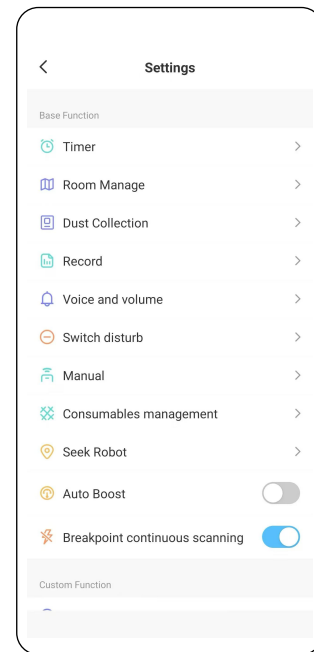 Settings
Base Function
Timer
Room Manage
Dust Collection
Record
Voice and volume
Switch disturb
Manual
Consumables management
Seek Robot
Auto Boost
Breakpoint continuous scanning
Custom Function